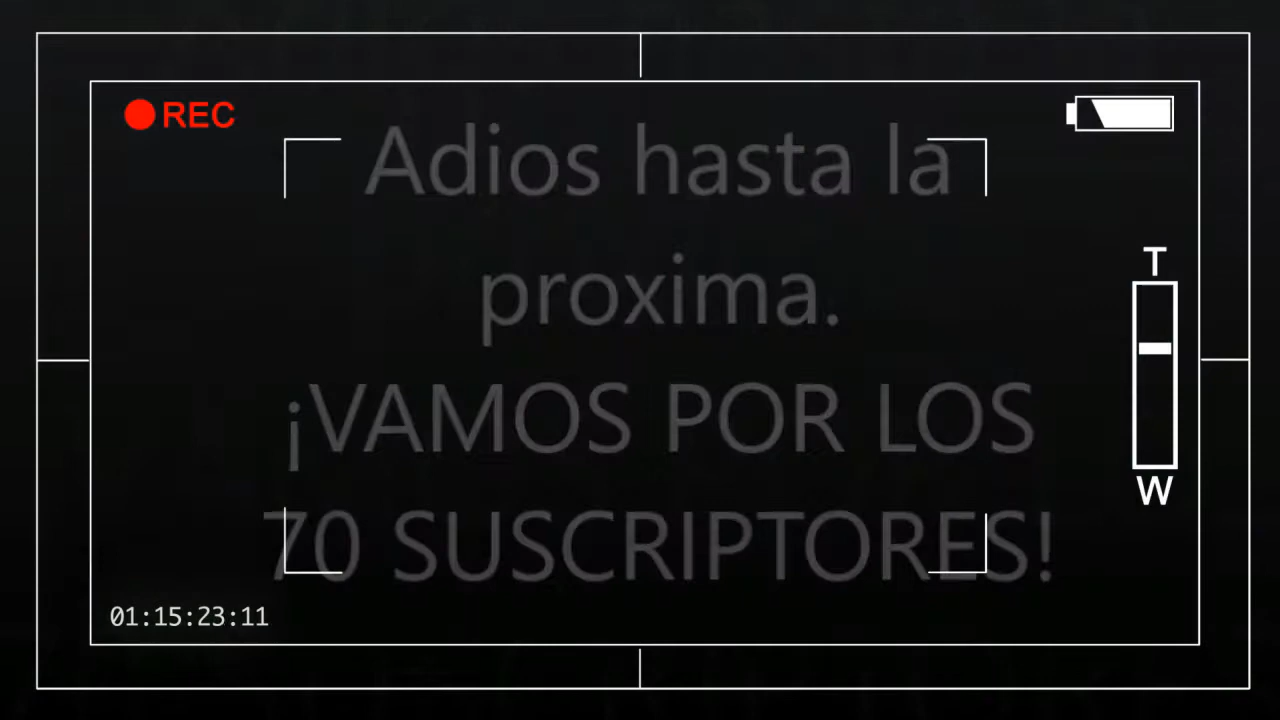 REC
Adios hasta la
proxima.
¡VAMOS POR LOS
70 SUSCRIPTORES!
T
W
01:15:23:11